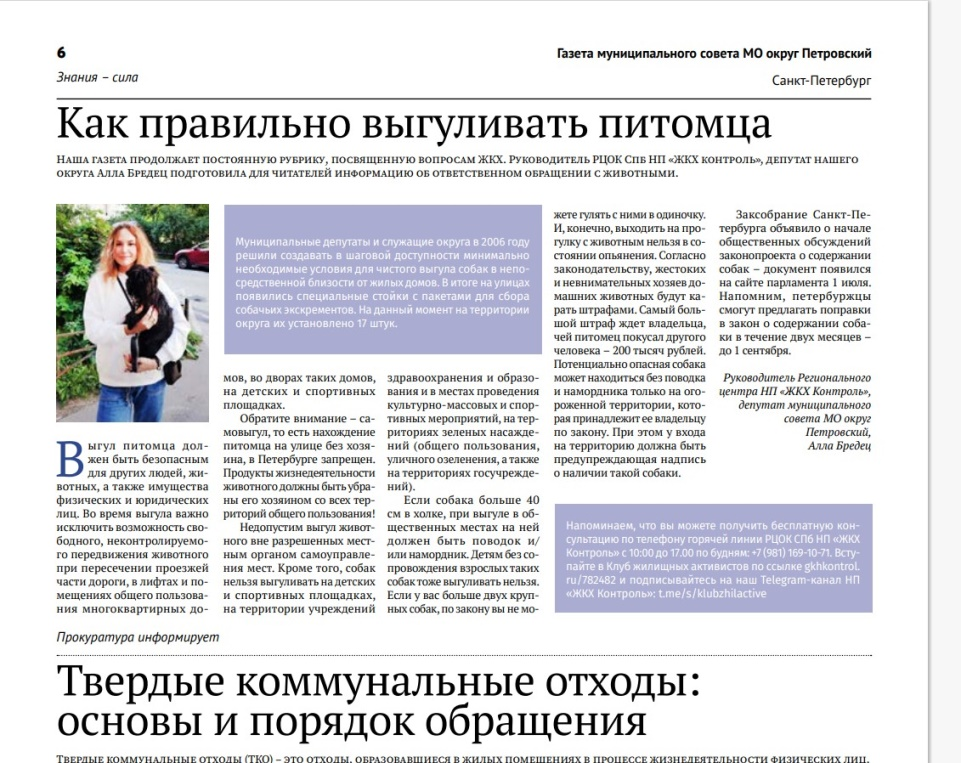 6
Газета муниципального совета МО округ Петровский
Знания – сила
Санкт-Петербург
Как правильно выгуливать питомца
Наша газета продолжает постоянную рубрику, посвященную вопросам ЖКХ. Руководитель РЦОК Спб НП «ЖКХ контроль», депутат нашего
округа Алла Бредец подготовила для читателей информацию об ответственном обращении с животными.
Выгул питомца дол-
жен быть безопасным
для других людей, жи-
вотных, а также имущества
физических и юридических
лиц. Во время выгула важно
исключить возможность сво-
бодного, неконтролируемо-
го передвижения животного
при пересечении проезжей
части дороги, в лифтах и по-
мещениях общего пользова-
ния многоквартирных до-
Муниципальные депутаты и служащие округа в 2006 году
решили создавать в шаговой доступности минимально
необходимые условия для чистого выгула собак в непо-
средственной близости от жилых домов. В итоге на улицах
появились специальные стойки с пакетами для сбора
собачьих экскрементов. На данный момент на территории
округа их установлено 17 штук.
мов, во дворах таких домов,
на детских и спортивных
площадках.
Обратите внимание – са-
мовыгул, то есть нахождение
питомца на улице без хозя-
ина, в Петербурге запрещен.
Продукты жизнедеятельности
животного должны быть убра-
ны его хозяином со всех тер-
риторий общего пользования!
Недопустим выгул живот-
ного вне разрешенных мест-
ным органом самоуправле-
ния мест. Кроме того, собак
нельзя выгуливать на детских
и спортивных площадках,
на территории учреждений
здравоохранения и образо-
вания и в местах проведения
культурно-массовых и спор-
тивных мероприятий, на тер-
риториях зеленых насажде-
ний (общего пользования,
уличного озеленения, а также
на территориях госучрежде-
ний).
Если собака больше 40
см в холке, при выгуле в об-
щественных местах на ней
должен быть поводок и/
или намордник. Детям без со-
провождения взрослых таких
собак тоже выгуливать нельзя.
Если у вас больше двух круп-
ных собак, по закону вы не мо-
жете гулять с ними в одиночку.
И, конечно, выходить на про-
гулку с животным нельзя в со-
стоянии опьянения. Согласно
законодательству, жестоких
и невнимательных хозяев до-
машних животных будут ка-
рать штрафами. Самый боль-
шой штраф ждет владельца,
чей питомец покусал другого
человека – 200 тысяч рублей.
Потенциально опасная собака
может находиться без поводка
и намордника только на ого-
роженной территории, кото-
рая принадлежит ее владельцу
по закону. При этом у входа
на территорию должна быть
предупреждающая надпись
о наличии такой собаки.
Заксобрание Санкт-Пе-
тербурга объявило о начале
общественных обсуждений
законопроекта о содержании
собак – документ появился
на сайте парламента 1 июля.
Напомним, петербуржцы
смогут предлагать поправки
в закон о содержании соба-
ки в течение двух месяцев –
до 1 сентября.
Руководитель Регионального
центра НП «ЖКХ Контроль»,
депутат муниципального
совета МО округ
Петровский,
Алла Бредец
Напоминаем, что вы можете получить бесплатную кон-
сультацию по телефону горячей линии РЦОК СПб НП «ЖКХ
Контроль» с 10:00 до 17.00 по будням: +7 (981) 169-10-71. Всту-
пайте в Клуб жилищных активистов по ссылке gkhkontrol.
ru/782482 и подписывайтесь на наш Telegram-канал НП
«ЖКХ Контроль»: t.me/s/klubzhilactive
Прокуратура информирует
Твердые коммунальные отходы:
основы и порядок обращения
Твердые коммунальные отходы (ТКО) – это отходы, образовавшиеся в жилых помещениях в процессе жизнедеятельности физических лиц,